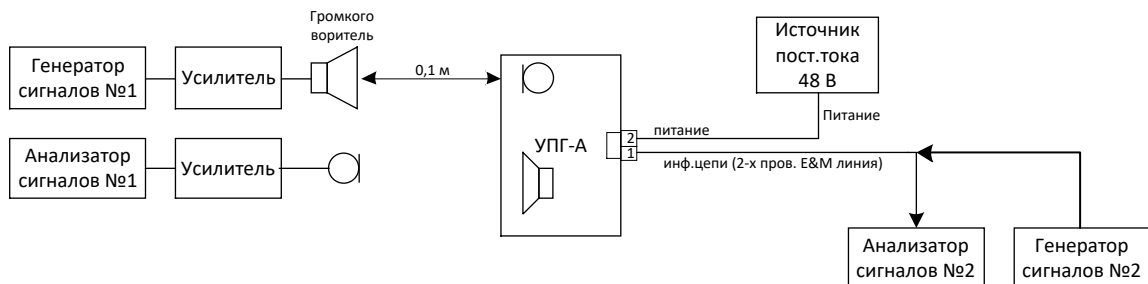 Громкого
воритель
Генератор
сигналов №1
Усилитель
0,1 м
Источник
пост.тока
48 В
Питание
УПГ-А
2
питание
1
инф.цепи (2-х пров. E&M линия)
Анализатор
сигналов №1
Усилитель
Анализатор
сигналов №2
Генератор
сигналов №2